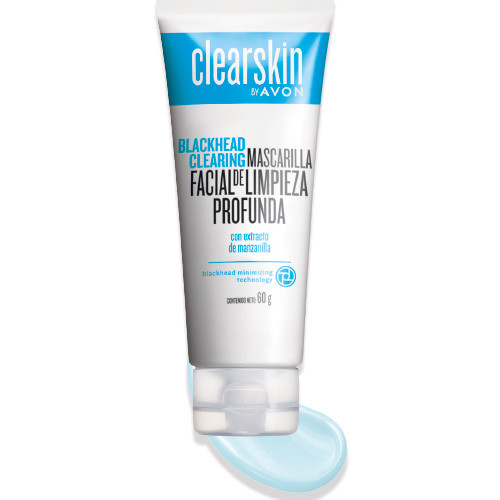 clearskin
BY AVON
BLACKHEAD
CLEARING MASCARILLA
FACIAL DE LIMPIEZA
PROFUNDA
con extracto
de manzanilla
blackhead minimizing
technology
CONTENIDO NETO: 60 g